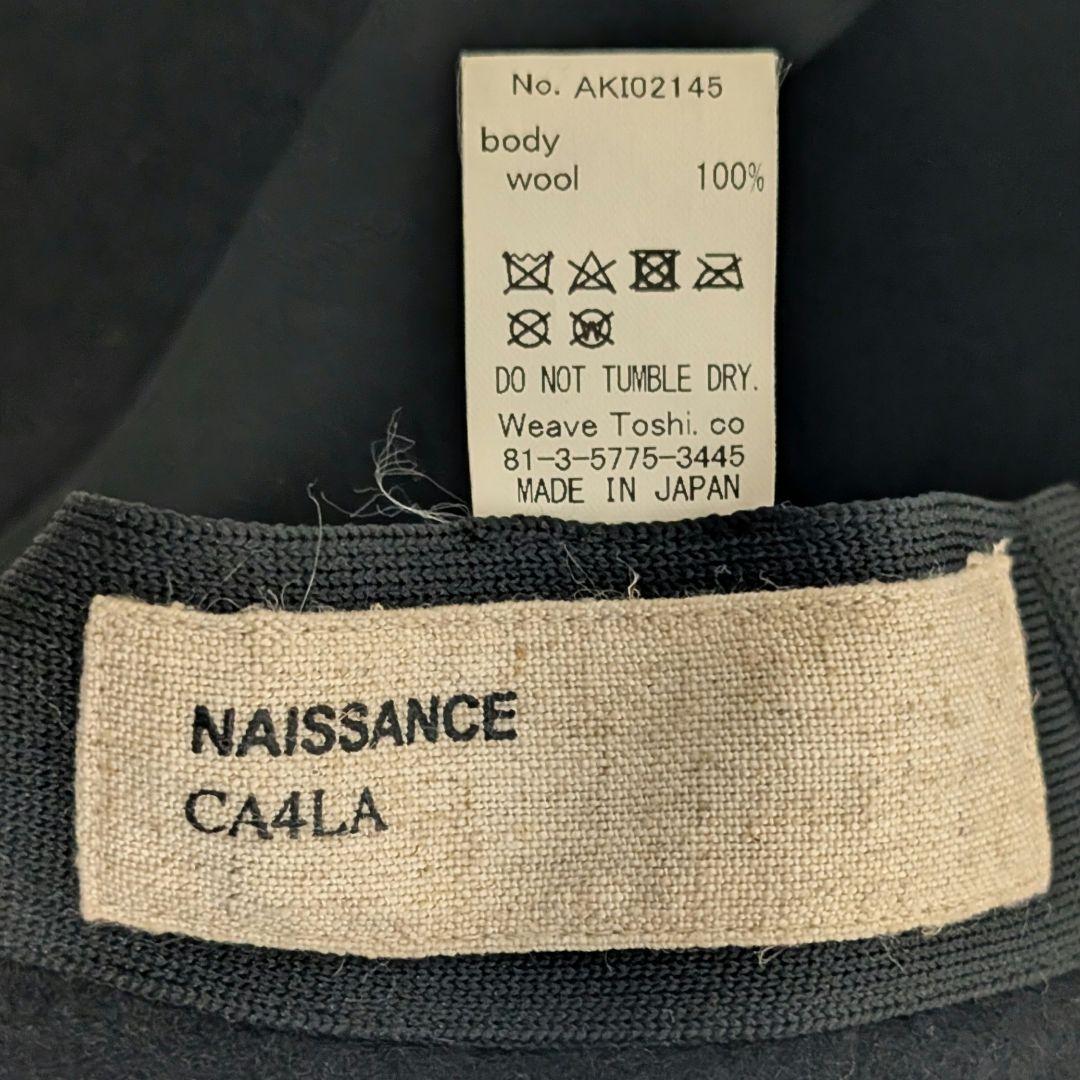 No. AKI02145
body
wool 100%
W
DO NOT TUMBLE DRY.
Weave Toshi. co
81-3-5775-3445
MADE IN JAPAN
NAISSANCE
CA4LA